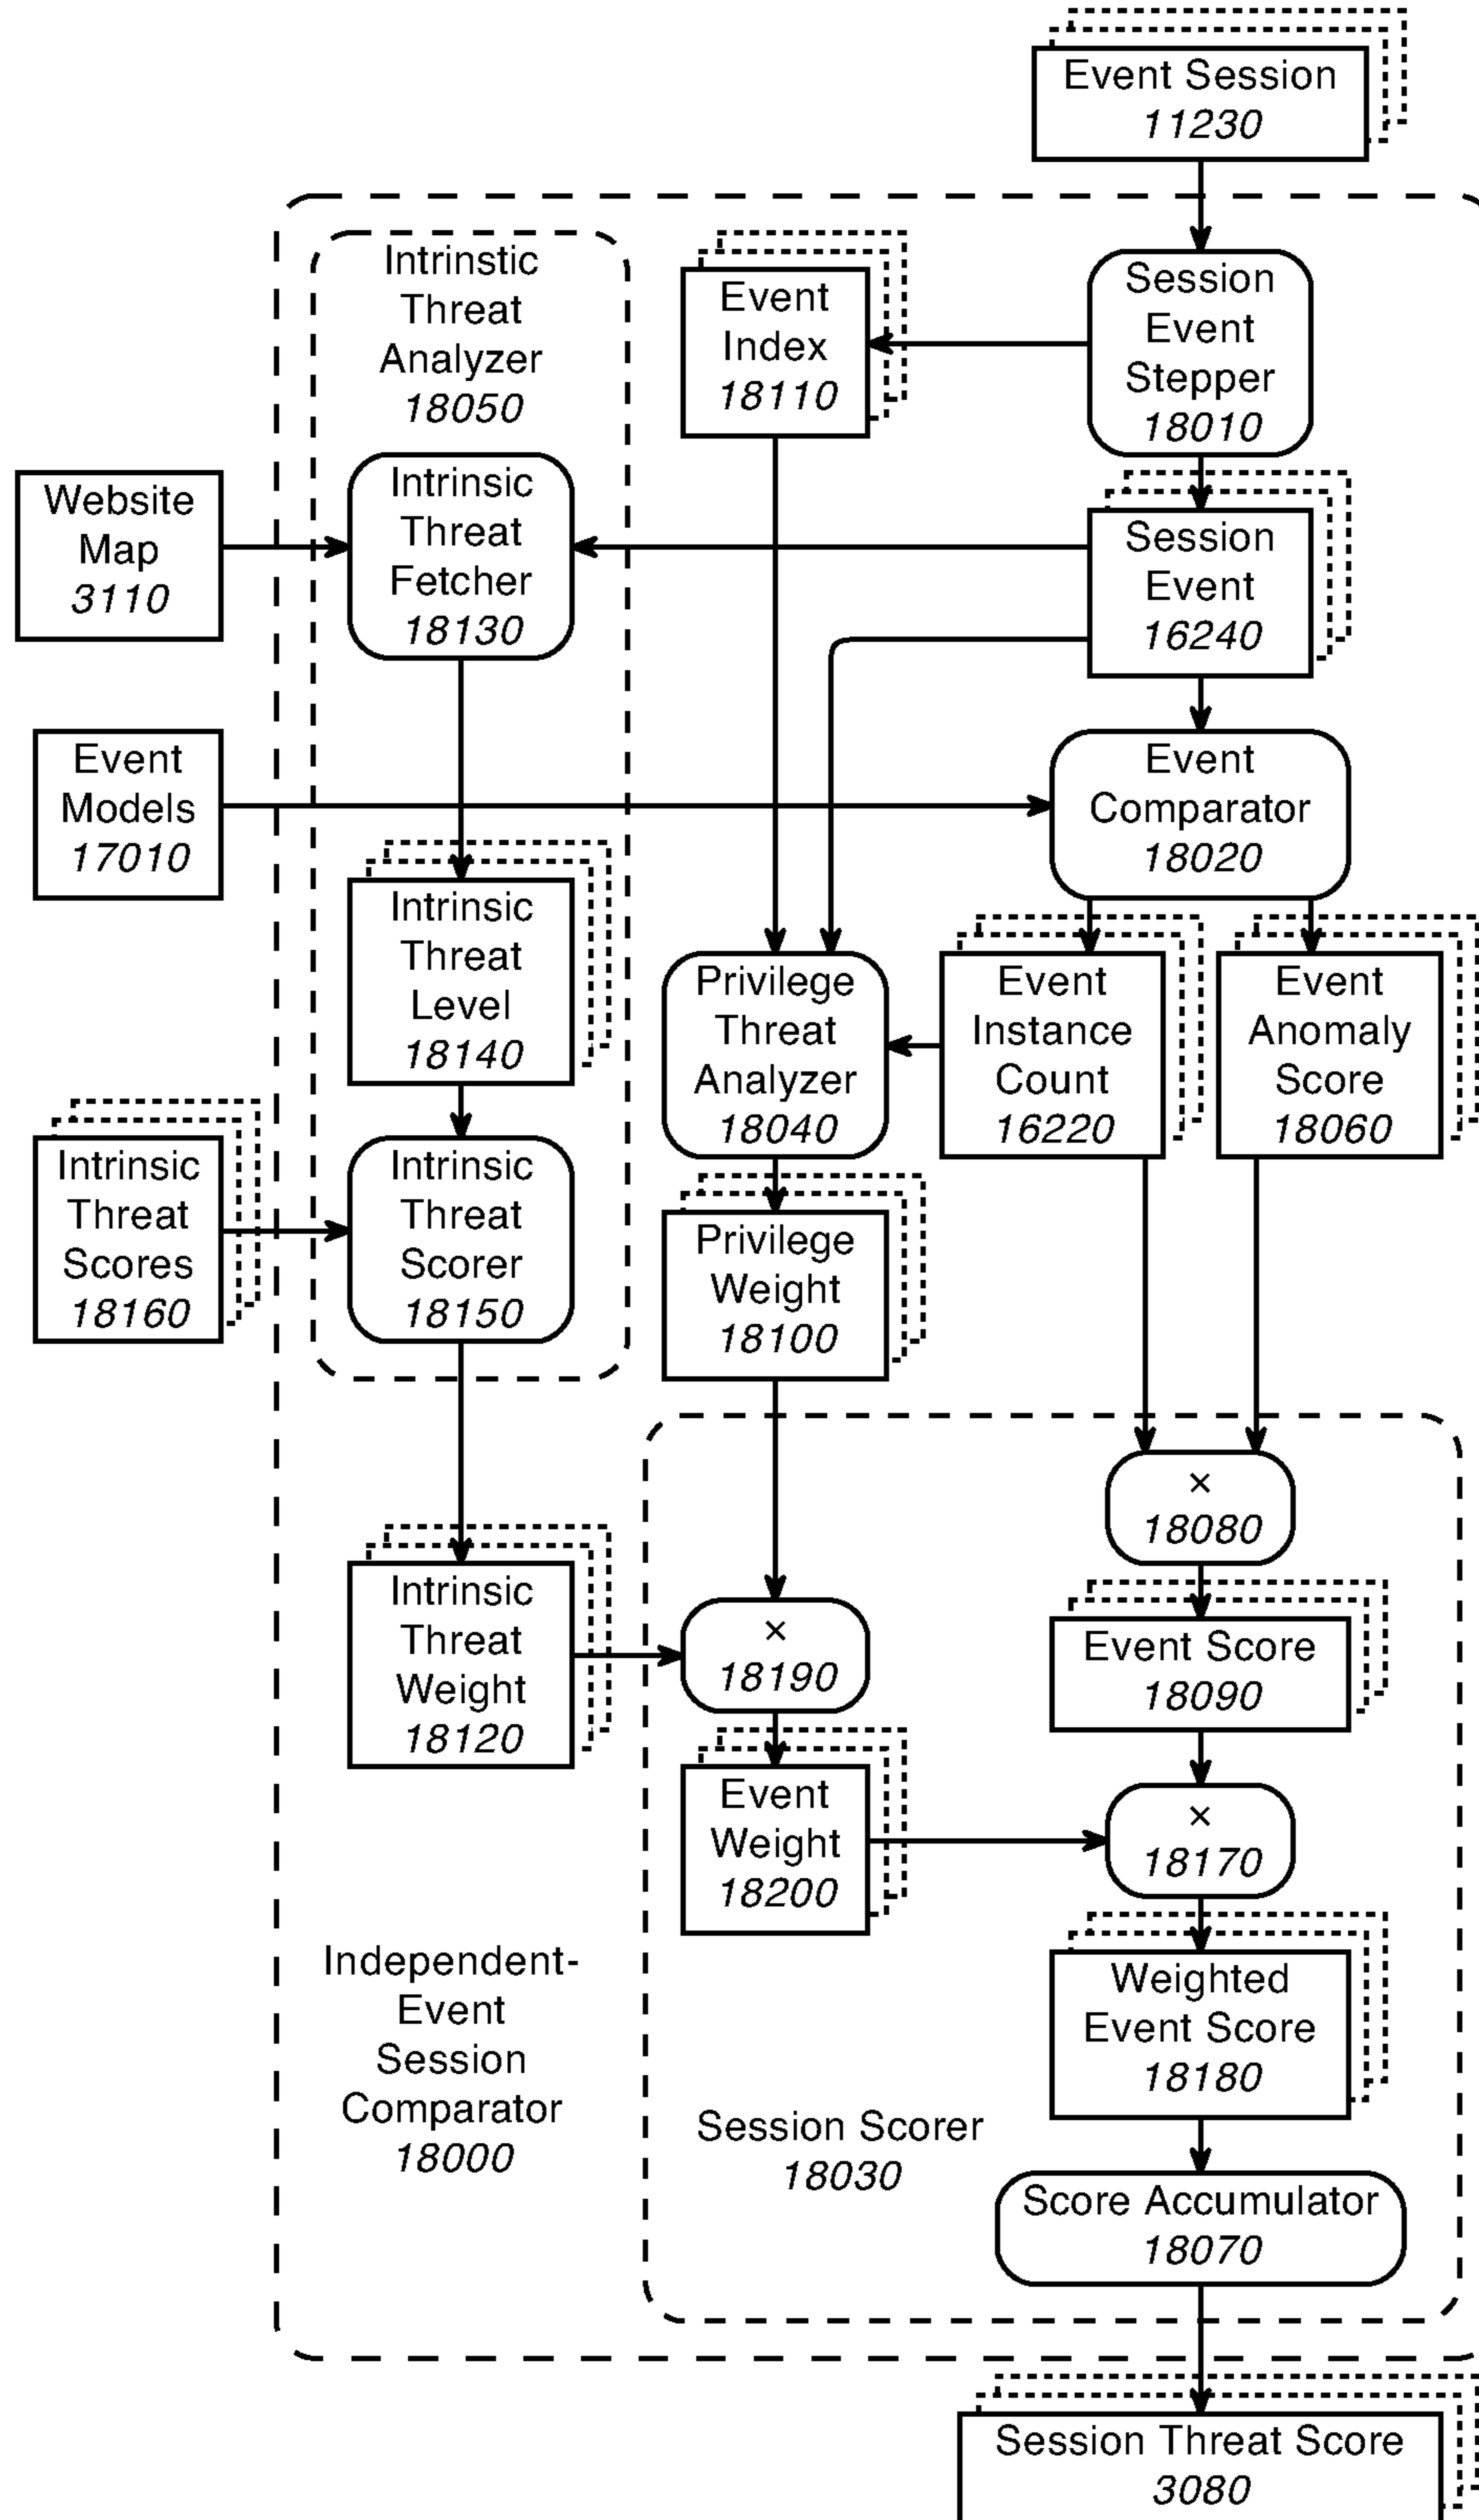 Event Session
11230
Intrinstic
Threat
Analyzer
18050
Event
Index
18110
Session
Event
Stepper
18010
Website
Map
3110
Intrinsic
Threat
Fetcher
18130
Session
Event
16240
Event
Models
17010
Event
Comparator
18020
Intrinsic
Threat
Level
18140
Privilege
Threat
Analyzer
18040
Event
Instance
Count
16220
Event
Anomaly
Score
18060
Intrinsic
Threat
Scores
18160
Intrinsic
Threat
Scorer
18150
Privilege
Weight
18100
×
18080
Intrinsic
Threat
Weight
18120
×
18190
Event Score
18090
Event
Weight
18200
×
18170
Independent-
Event
Session
Comparator
18000
Weighted
Event Score
18180
Session Scorer
18030
Score Accumulator
18070
Session Threat Score
3080